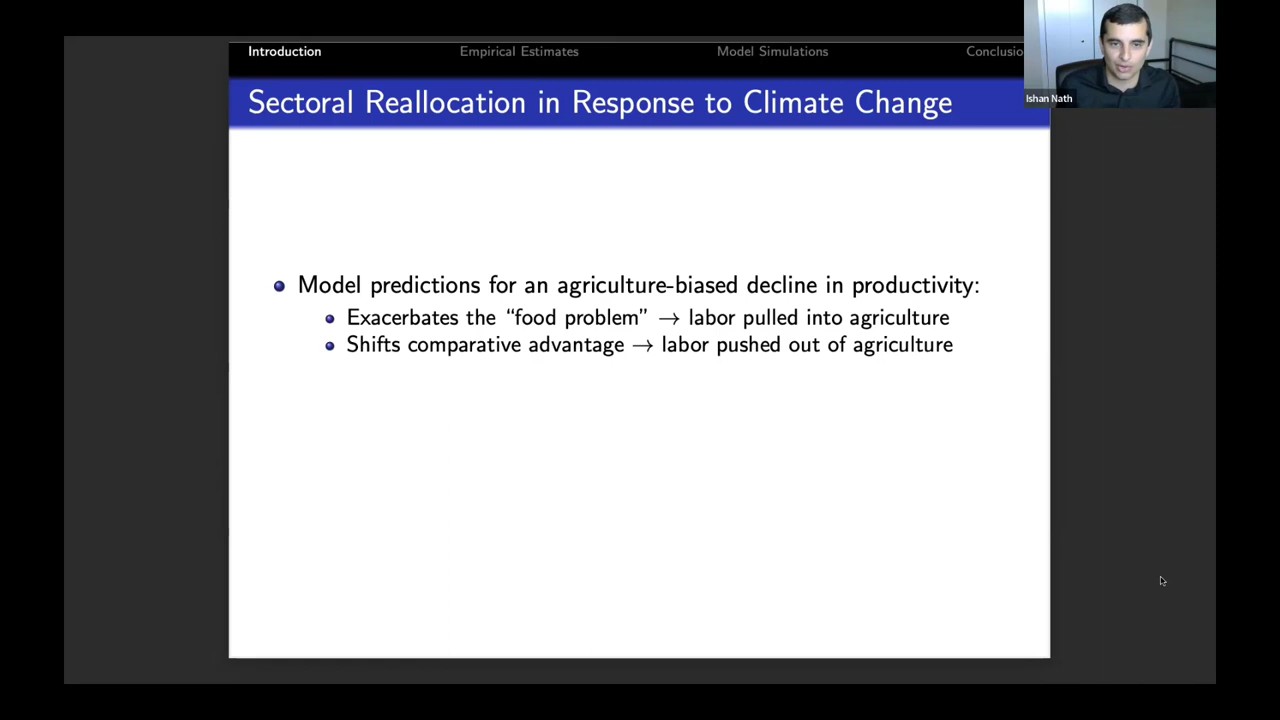 Introduction Empirical Estimates Model Simulations Conclusio
Sectoral Reallocation in Response to Climate Change
Ishan Nath
Model predictions for an agriculture-biased decline in productivity:
Exacerbates the “food problem” → labor pulled into agriculture
Shifts comparative advantage → labor pushed out of agriculture